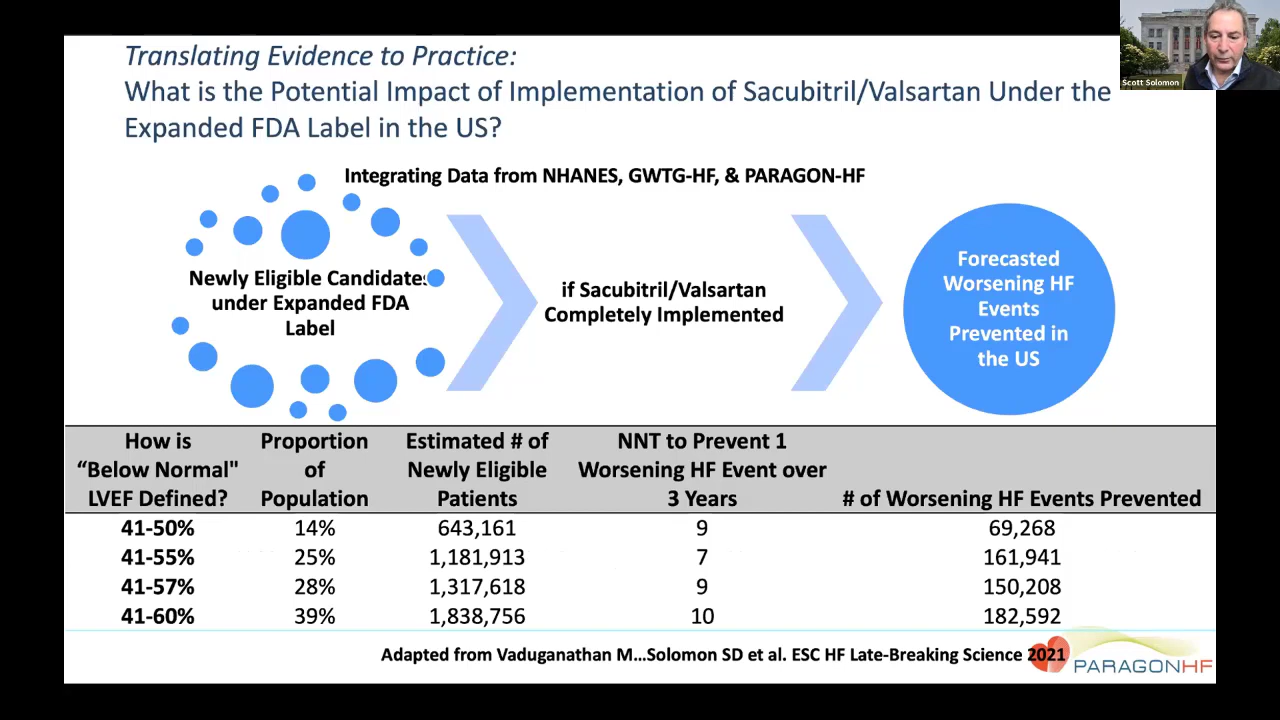 Scott Solomon
Translating Evidence to Practice:
What is the Potential Impact of Implementation of Sacubitril/Valsartan Under the
Expanded FDA Label in the US?
Integrating Data from NHANES, GWTG-HF, & PARAGON-HF
Newly Eligible Candidates
under Expanded FDA
Label
if Sacubitril/Valsartan
Completely Implemented
Forecasted
Worsening HF
Events
Prevented in
the US
How is
“Below Normal"
LVEF Defined?
Proportion
of
Population
Estimated # of
Newly Eligible
Patients
NNT to Prevent 1
Worsening HF Event over
3 Years
# of Worsening HF Events Prevented
41-50% 14% 643,161 9 69,268
41-55% 25% 1,181,913 7 161,941
41-57% 28% 1,317,618 9 150,208
41-60% 39% 1,838,756 10 182,592
Adapted from Vaduganathan M…Solomon SD et al. ESC HF Late-Breaking Science 2021
PARAGONHF